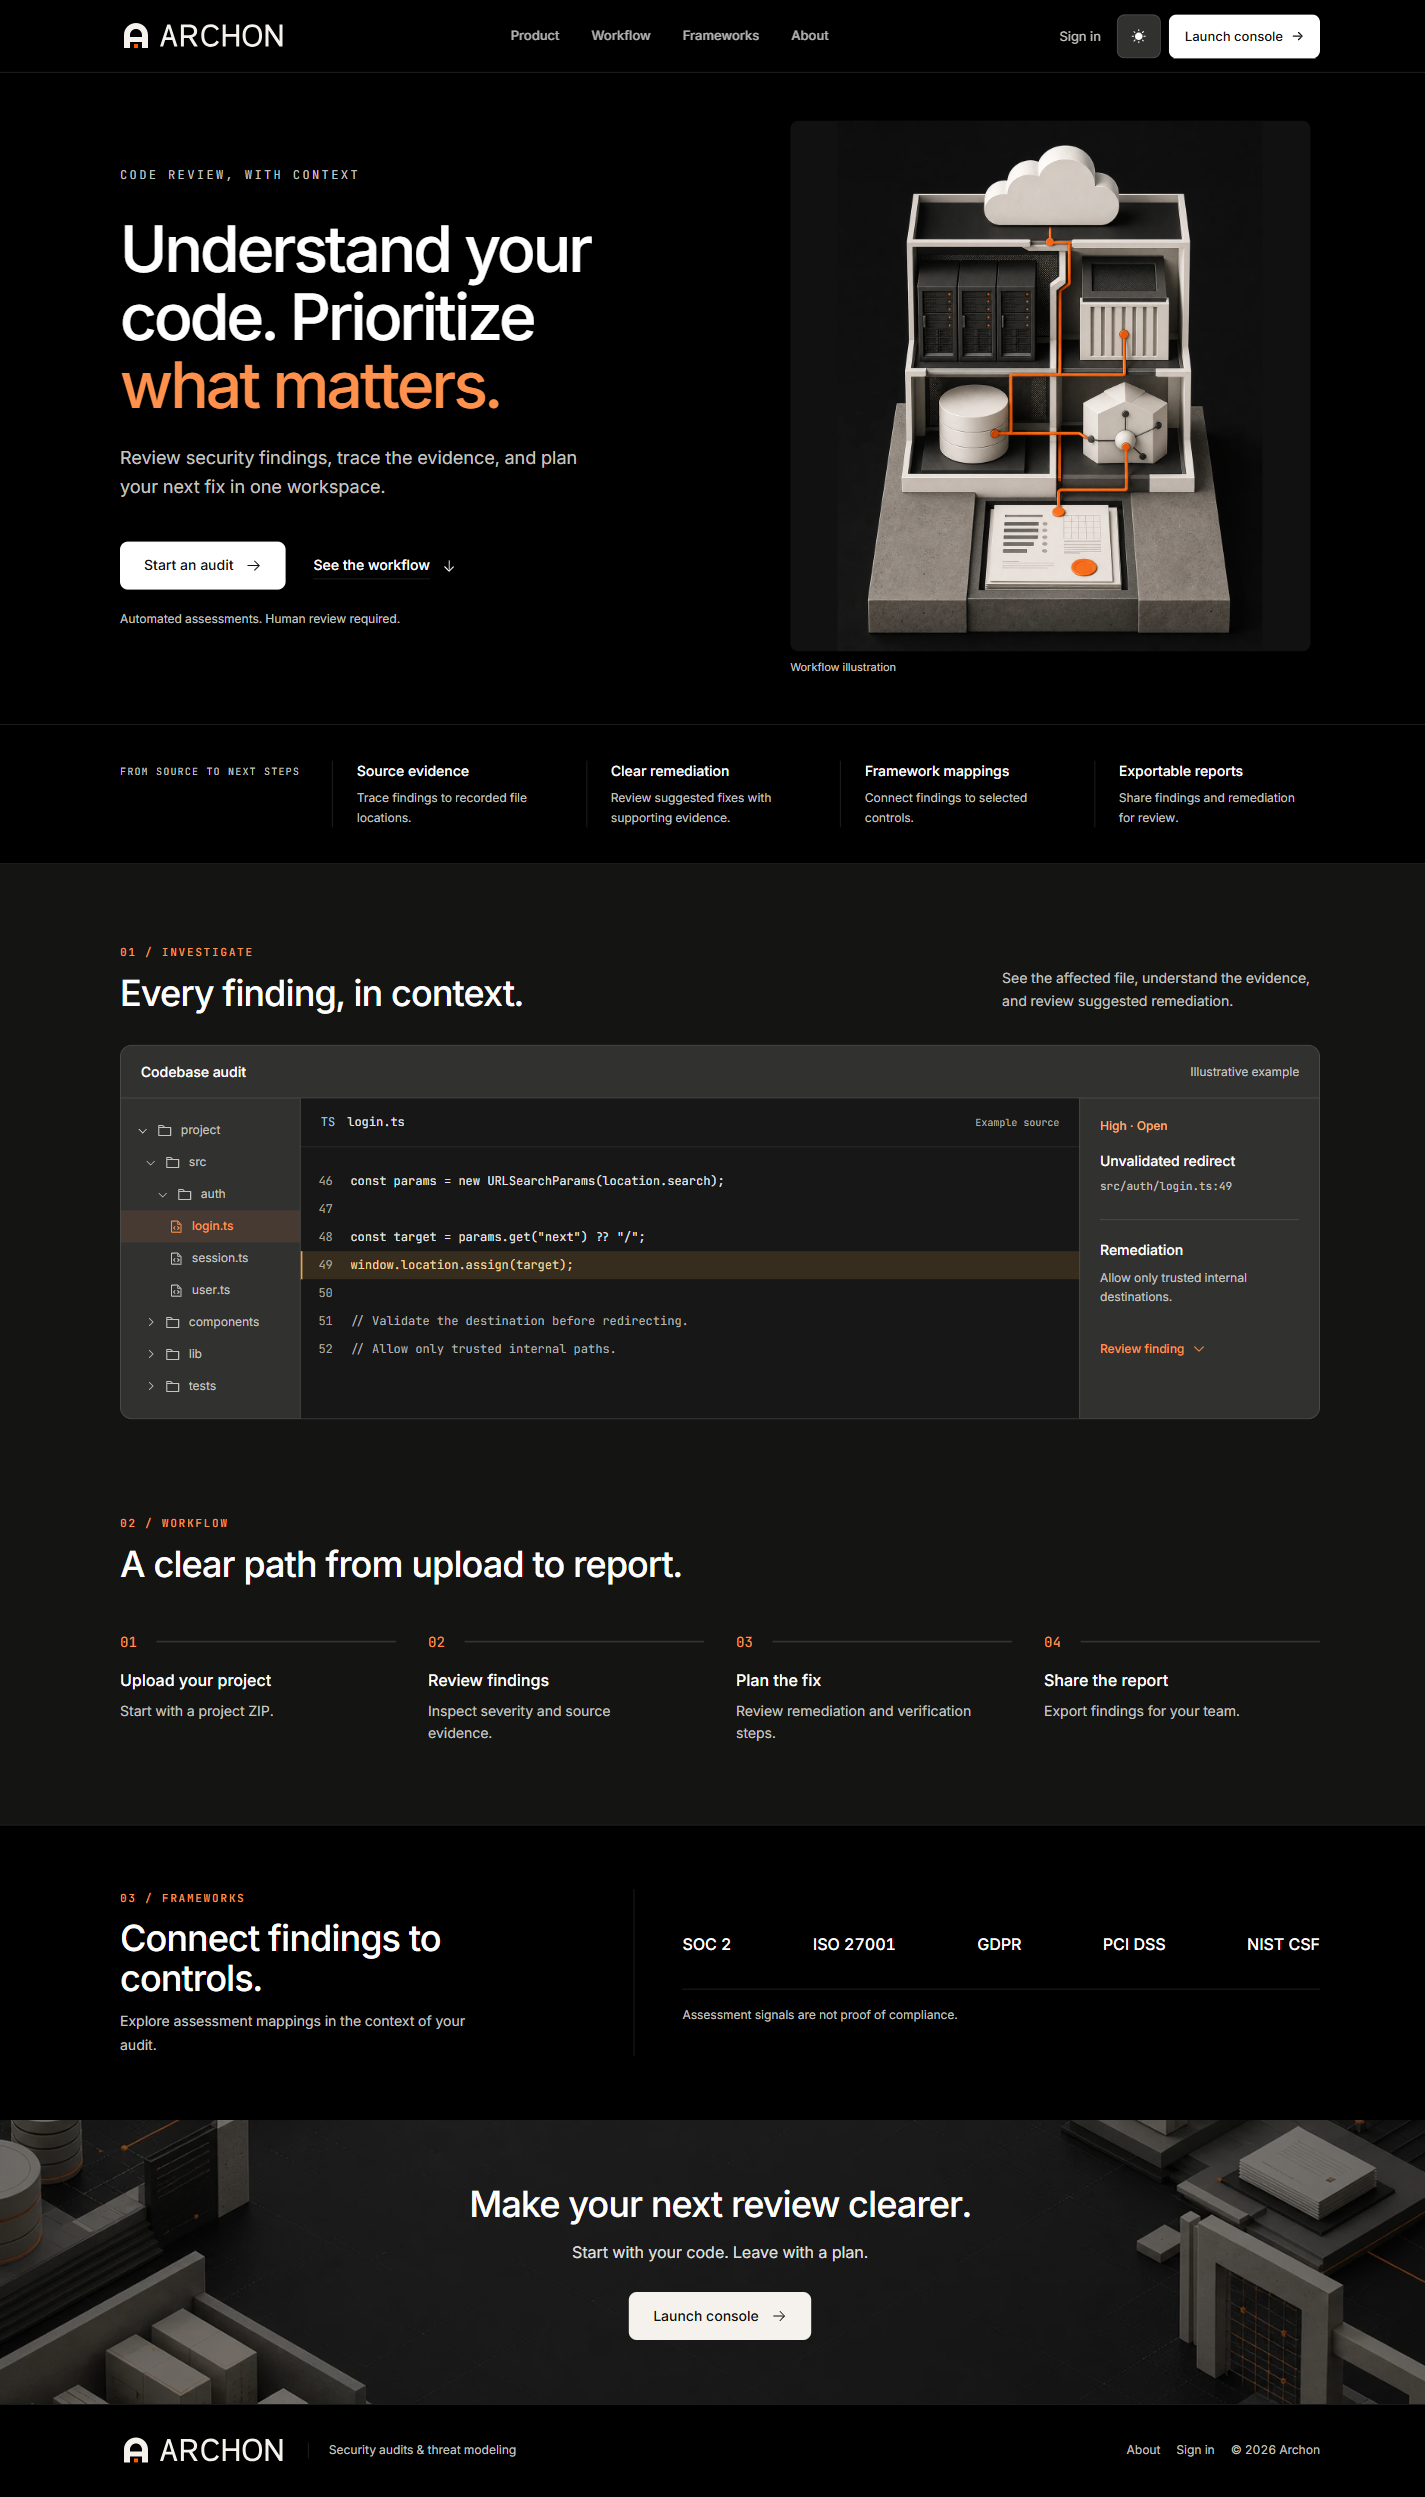 ARCHON
Product
Workflow
Frameworks
About
Sign in
Launch console →
CODE REVIEW, WITH CONTEXT
Understand your
code. Prioritize
what matters.
Review security findings, trace the evidence, and plan
your next fix in one workspace.
Start an audit →
See the workflow ↓
Automated assessments. Human review required.
Workflow illustration
FROM SOURCE TO NEXT STEPS
Source evidence
Trace findings to recorded file
locations.
Clear remediation
Review suggested fixes with
supporting evidence.
Framework mappings
Connect findings to selected
controls.
Exportable reports
Share findings and remediation
for review.
01 / INVESTIGATE
Every finding, in context.
See the affected file, understand the evidence,
and review suggested remediation.
Codebase audit
Illustrative example
project
src
auth
login.ts
session.ts
user.ts
components
lib
tests
TS login.ts
Example source
46 const params = new URLSearchParams(location.search);
47
48 const target = params.get("next") ?? "/";
49 window.location.assign(target);
50
51 // Validate the destination before redirecting.
52 // Allow only trusted internal paths.
High · Open
Unvalidated redirect
src/auth/login.ts:49
Remediation
Allow only trusted internal
destinations.
Review finding
02 / WORKFLOW
A clear path from upload to report.
01
Upload your project
Start with a project ZIP.
02
Review findings
Inspect severity and source
evidence.
03
Plan the fix
Review remediation and verification
steps.
04
Share the report
Export findings for your team.
03 / FRAMEWORKS
Connect findings to
controls.
Explore assessment mappings in the context of your
audit.
SOC 2
ISO 27001
GDPR
PCI DSS
NIST CSF
Assessment signals are not proof of compliance.
Make your next review clearer.
Start with your code. Leave with a plan.
Launch console →
ARCHON
Security audits & threat modeling
About
Sign in
© 2026 Archon